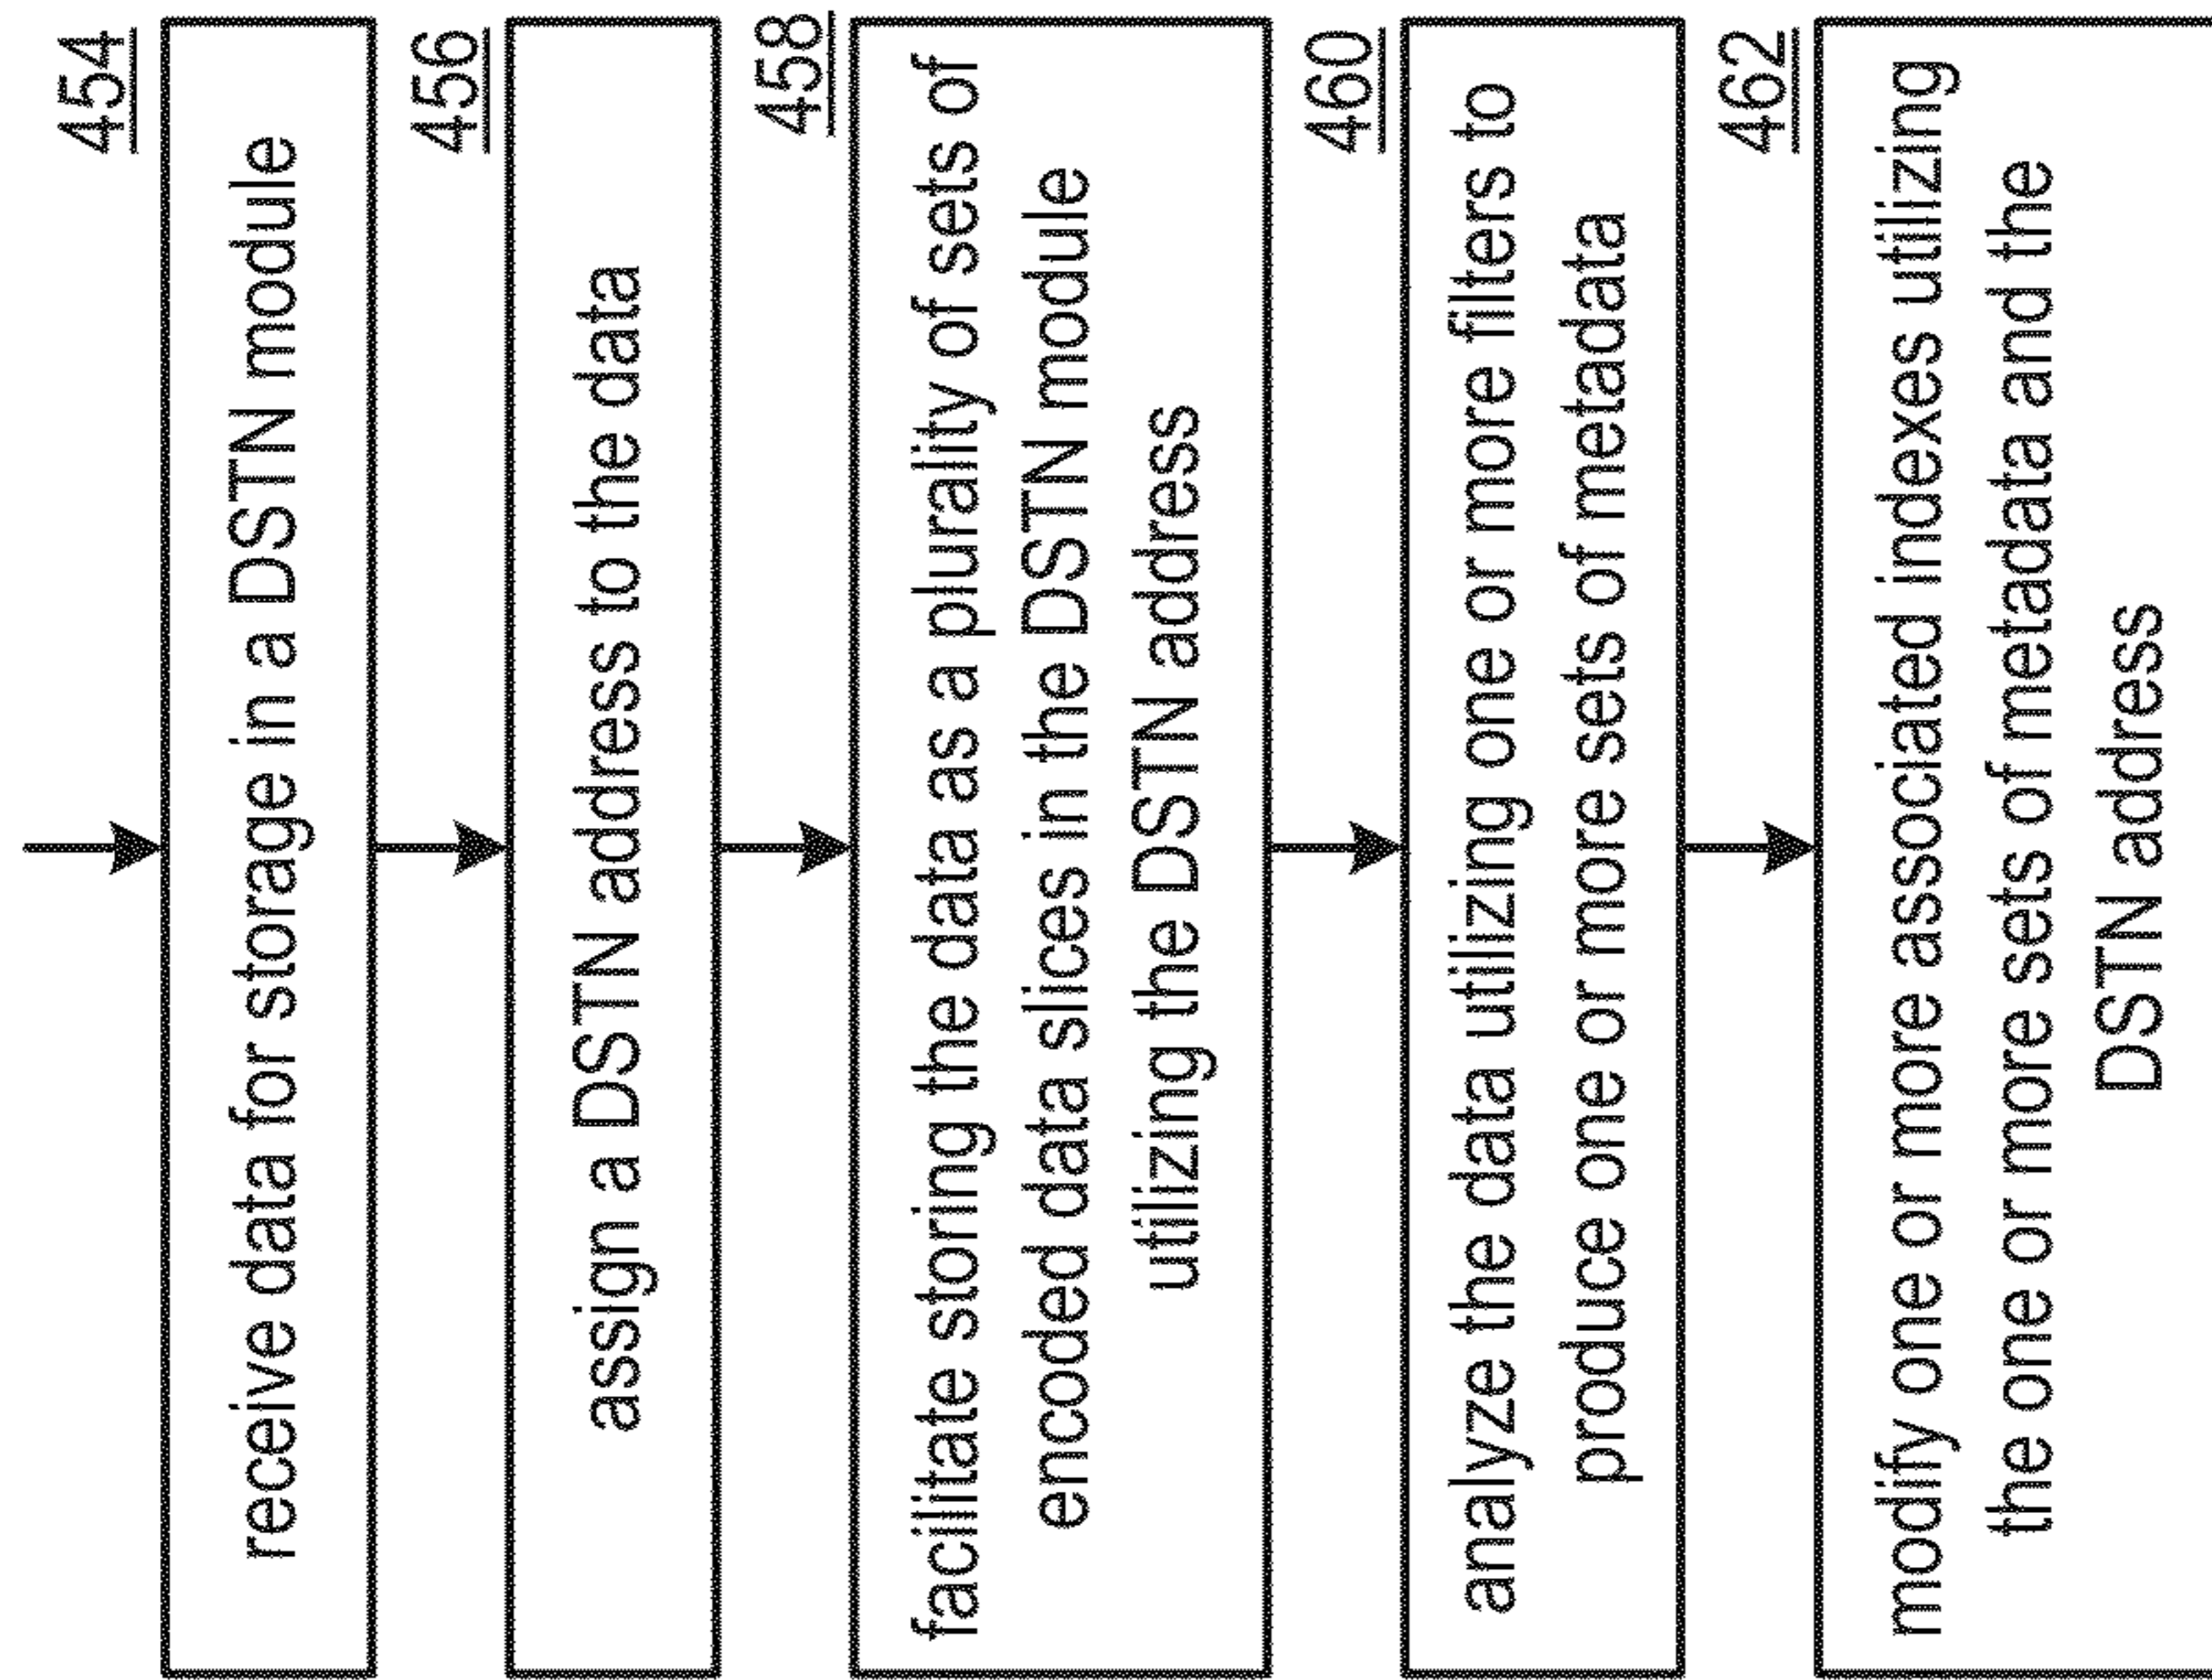 454
receive data for storage in a DSTN module
456
assign a DSTN address to the data
458
facilitate storing the data as a plurality of sets of
encoded data slices in the DSTN module
utilizing the DSTN address
460
analyze the data utilizing one or more filters to
produce one or more sets of metadata
462
modify one or more associated indexes utilizing
the one or more sets of metadata and the
DSTN address